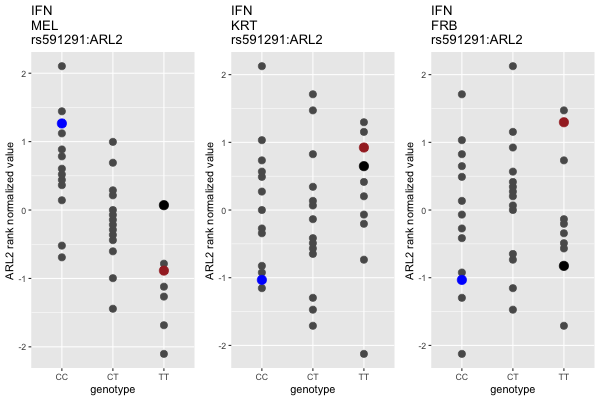 IFN
MEL
rs591291:ARL2
ARL2 rank normalized value
2
1
0
-1
-2
CC
CT
TT
genotype
IFN
KRT
rs591291:ARL2
ARL2 rank normalized value
2
1
0
-1
-2
CC
CT
TT
genotype
IFN
FRB
rs591291:ARL2
ARL2 rank normalized value
2
1
0
-1
-2
CC
CT
TT
genotype